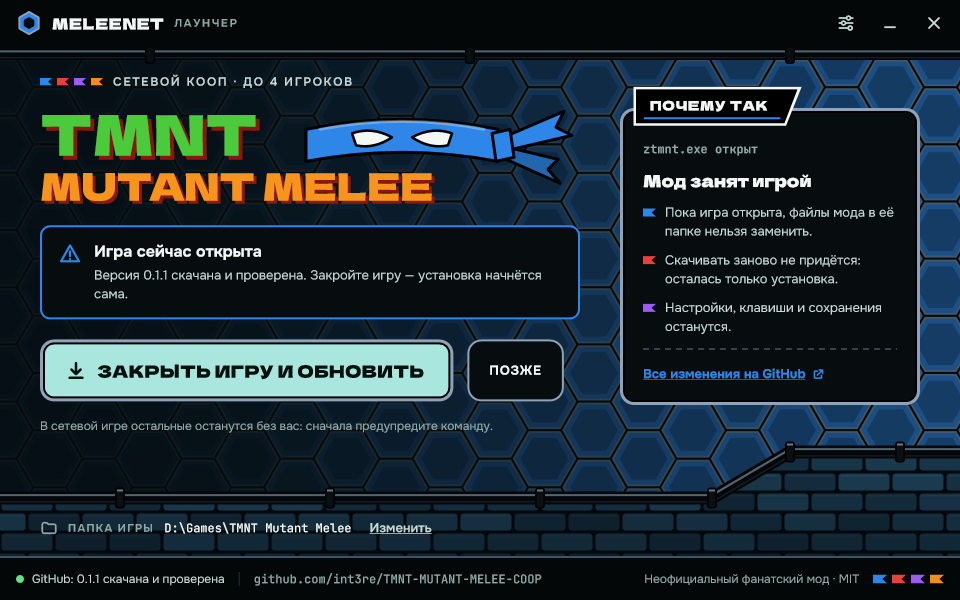 MELEENET ЛАУНЧЕР
СЕТЕВОЙ КООП · ДО 4 ИГРОКОВ
TMNT
MUTANT MELEE
Игра сейчас открыта
Версия 0.1.1 скачана и проверена. Закройте игру — установка начнётся
сама.
ЗАКРЫТЬ ИГРУ И ОБНОВИТЬ
ПОЗЖЕ
В сетевой игре остальные останутся без вас: сначала предупредите команду.
ПОЧЕМУ ТАК
ztmnt.exe открыт
Мод занят игрой
Пока игра открыта, файлы мода в её
папке нельзя заменить.
Скачивать заново не придётся:
осталась только установка.
Настройки, клавиши и сохранения
останутся.
Все изменения на GitHub
ПАПКА ИГРЫ D:\Games\TMNT Mutant Melee Изменить
GitHub: 0.1.1 скачана и проверена github.com/int3re/TMNT-MUTANT-MELEE-COOP
Неофициальный фанатский мод · MIT